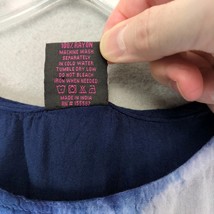 100% RAYON
MACHINE WASH
SEPARATELY
IN COLD WATER
TUMBLE DRY LOW
DO NOT BLEACH
WARM WHEN NEEDED
MADE IN INDIA